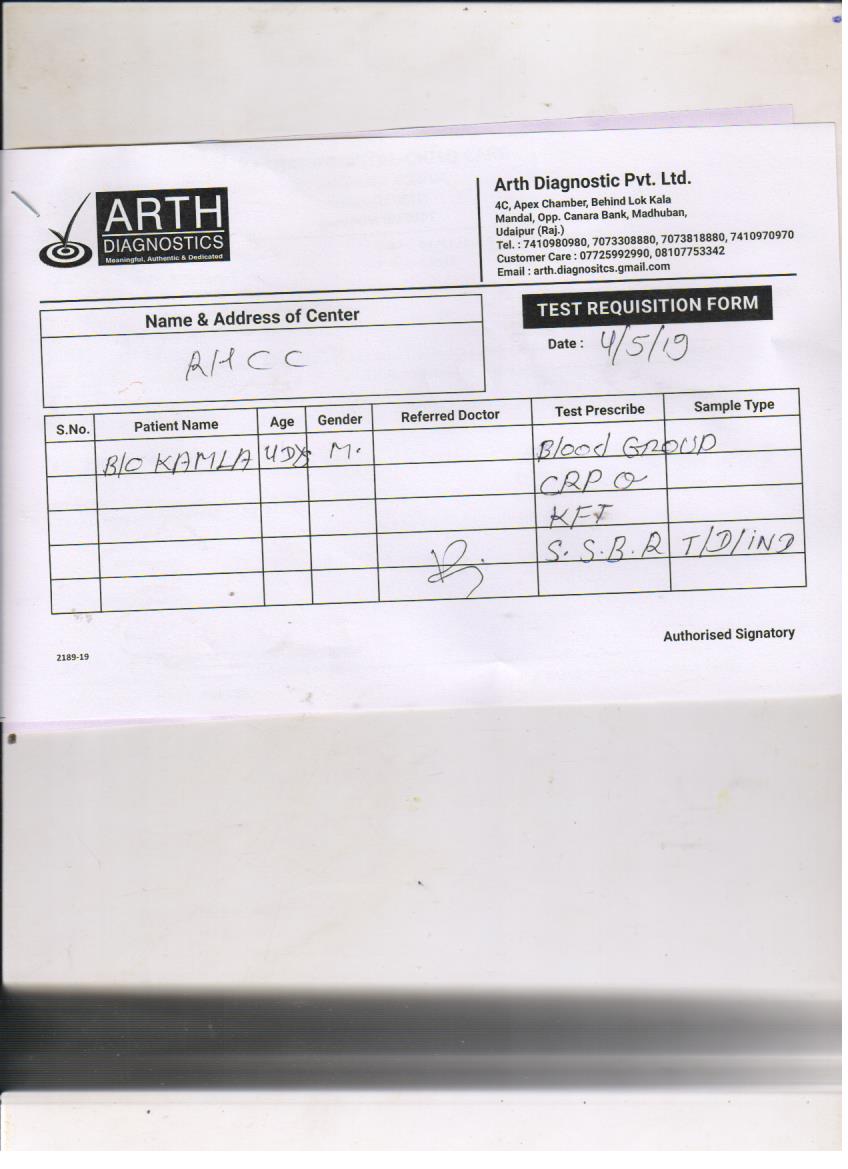 ARTH
DIAGNOSTICS
Meaningful, Authentic & Dedicated
Arth Diagnostic Pvt. Ltd.
4C, Apex Chamber, Behind Lok Kala
Mandal, Opp. Canara Bank, Madhuban,
Udaipur (Raj.)
Tel. : 7410980980, 7073308880, 7073818880, 7410970970
Customer Care : 07725992990, 08107753342
Email : arth.diagnositcs.gmail.com
Name & Address of Center
TEST REQUISITION FORM
Date : 4/5/19
CC
S.No. Patient Name Age Gender Referred Doctor Test Prescribe Sample Type
B/O KAMLA M. Blood GROUP
CRP Q
S. S.B.R T/D/IND
Authorised Signatory
2189-19